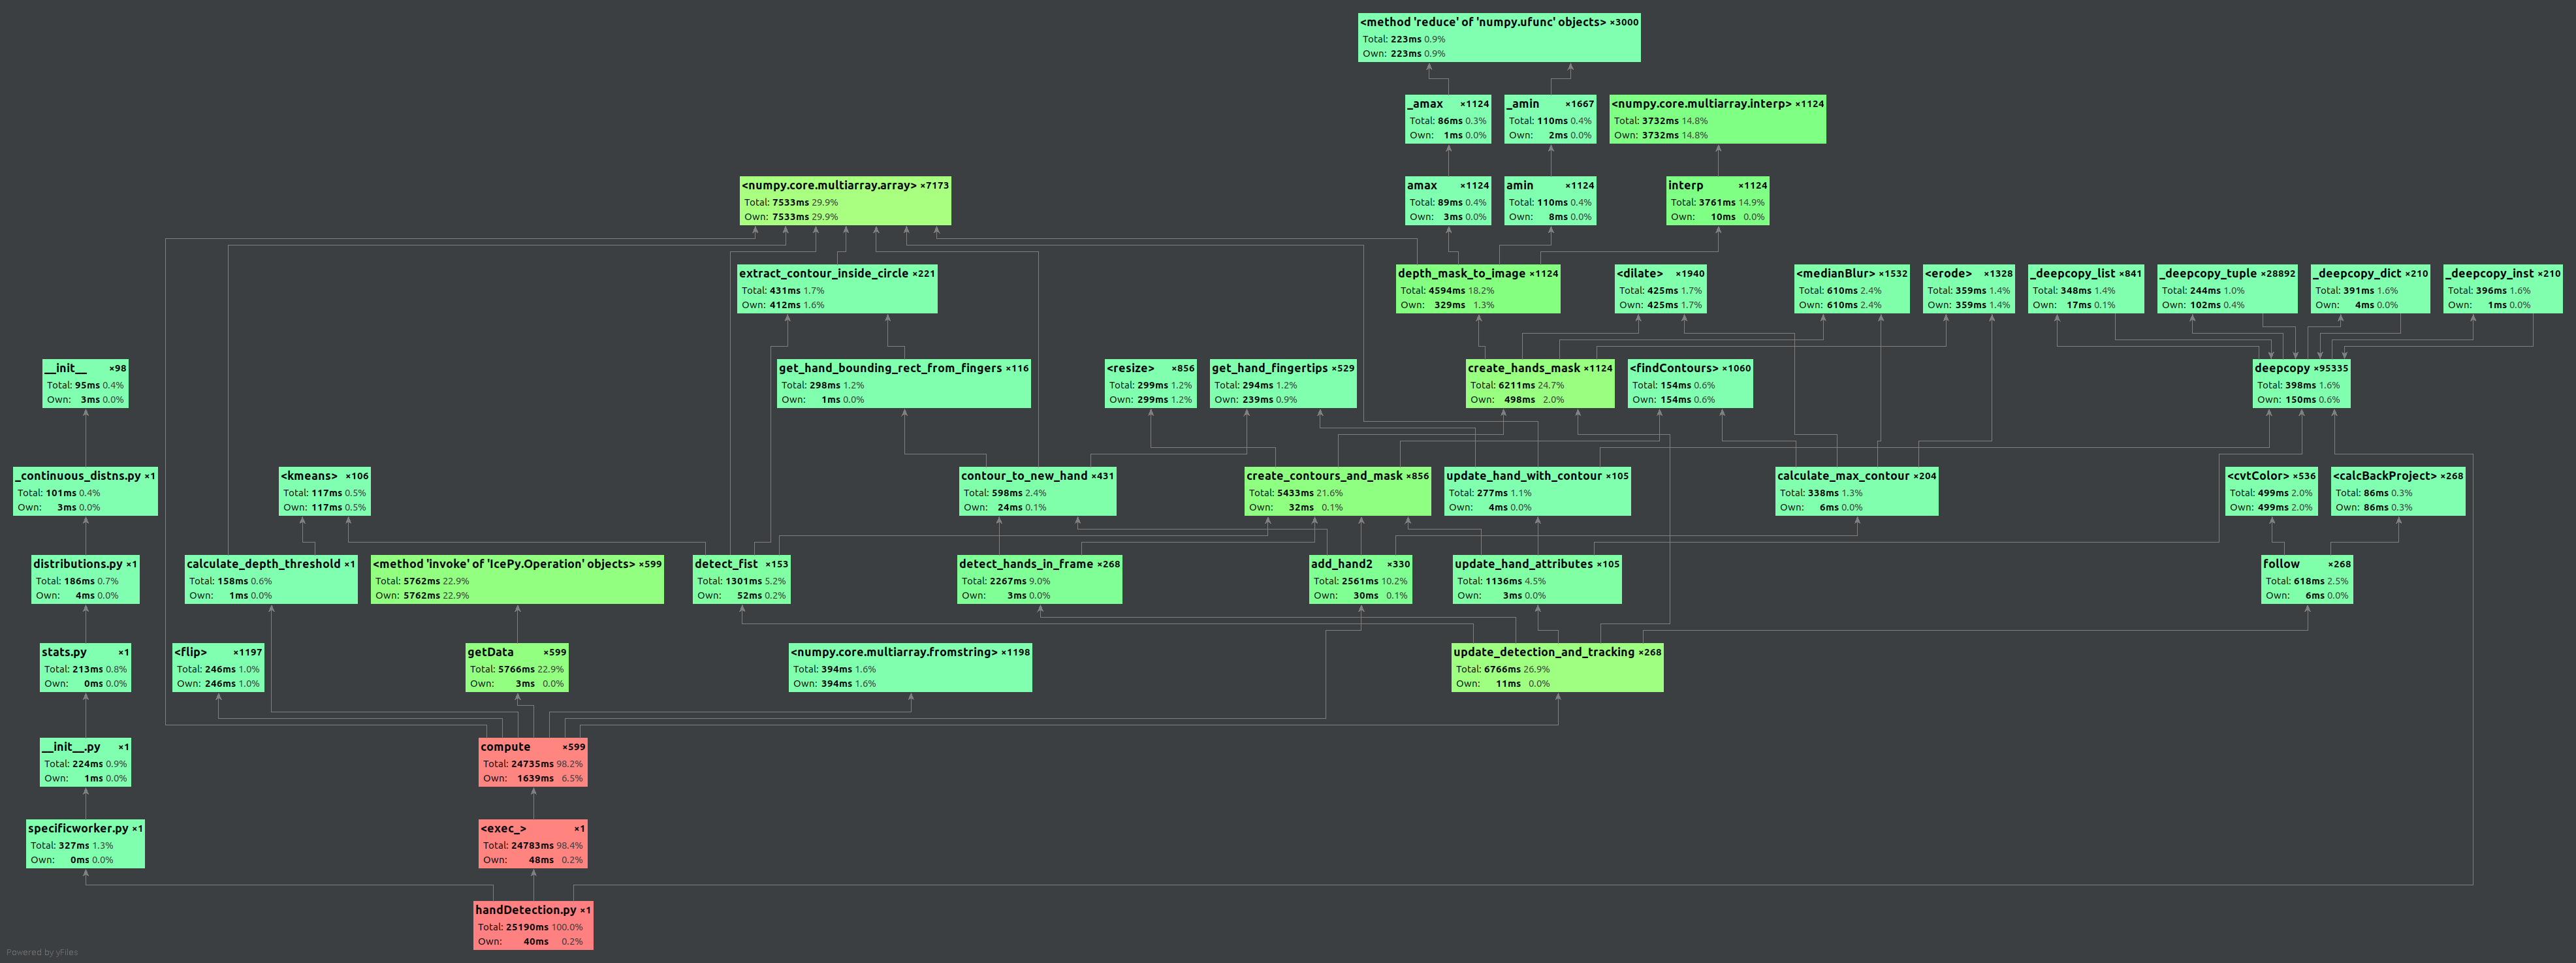 <method 'reduce' of 'numpy.ufunc' objects> ×3000
Total: 223ms 0.9%
Own: 223ms 0.9%
_amax ×1124
Total: 86ms 0.3%
Own: 1ms 0.0%
_amin ×1667
Total: 110ms 0.4%
Own: 2ms 0.0%
<numpy.core.multiarray.interp> ×1124
Total: 3732ms 14.8%
Own: 3732ms 14.8%
<numpy.core.multiarray.array> ×7173
Total: 7533ms 29.9%
Own: 7533ms 29.9%
amax ×1124
Total: 89ms 0.4%
Own: 3ms 0.0%
amin ×1124
Total: 110ms 0.4%
Own: 8ms 0.0%
interp ×1124
Total: 3761ms 14.9%
Own: 10ms 0.0%
extract_contour_inside_circle ×221
Total: 431ms 1.7%
Own: 412ms 1.6%
depth_mask_to_image ×1124
Total: 4594ms 18.2%
Own: 329ms 1.3%
<dilate> ×1940
Total: 425ms 1.7%
Own: 425ms 1.7%
<medianBlur> ×1532
Total: 610ms 2.4%
Own: 610ms 2.4%
<erode> ×1328
Total: 359ms 1.4%
Own: 359ms 1.4%
_deepcopy_list ×841
Total: 348ms 1.4%
Own: 17ms 0.1%
_deepcopy_tuple ×28892
Total: 244ms 1.0%
Own: 102ms 0.4%
_deepcopy_dict ×210
Total: 391ms 1.6%
Own: 4ms 0.0%
_deepcopy_inst ×210
Total: 396ms 1.6%
Own: 1ms 0.0%
__init__ ×98
Total: 95ms 0.4%
Own: 3ms 0.0%
get_hand_bounding_rect_from_fingers ×116
Total: 298ms 1.2%
Own: 1ms 0.0%
<resize> ×856
Total: 299ms 1.2%
Own: 299ms 1.2%
get_hand_fingertips ×529
Total: 294ms 1.2%
Own: 239ms 0.9%
create_hands_mask ×1124
Total: 6211ms 24.7%
Own: 498ms 2.0%
<findContours> ×1060
Total: 154ms 0.6%
Own: 154ms 0.6%
deepcopy ×95335
Total: 398ms 1.6%
Own: 150ms 0.6%
_continuous_distns.py ×1
Total: 101ms 0.4%
Own: 3ms 0.0%
<kmeans> ×106
Total: 117ms 0.5%
Own: 117ms 0.5%
contour_to_new_hand ×431
Total: 598ms 2.4%
Own: 24ms 0.1%
create_contours_and_mask ×856
Total: 5433ms 21.6%
Own: 32ms 0.1%
update_hand_with_contour ×105
Total: 277ms 1.1%
Own: 4ms 0.0%
calculate_max_contour ×204
Total: 338ms 1.3%
Own: 6ms 0.0%
<cvtColor> ×536
Total: 499ms 2.0%
Own: 499ms 2.0%
<calcBackProject> ×268
Total: 86ms 0.3%
Own: 86ms 0.3%
distributions.py ×1
Total: 186ms 0.7%
Own: 4ms 0.0%
calculate_depth_threshold ×1
Total: 158ms 0.6%
Own: 1ms 0.0%
<method 'invoke' of 'IcePy.Operation' objects> ×599
Total: 5762ms 22.9%
Own: 5762ms 22.9%
detect_fist ×153
Total: 1301ms 5.2%
Own: 52ms 0.2%
detect_hands_in_frame ×268
Total: 2267ms 9.0%
Own: 3ms 0.0%
add_hand2 ×330
Total: 2561ms 10.2%
Own: 30ms 0.1%
update_hand_attributes ×105
Total: 1136ms 4.5%
Own: 3ms 0.0%
follow ×268
Total: 618ms 2.5%
Own: 6ms 0.0%
stats.py ×1
Total: 213ms 0.8%
Own: 0ms 0.0%
<flip> ×1197
Total: 246ms 1.0%
Own: 246ms 1.0%
getData ×599
Total: 5766ms 22.9%
Own: 3ms 0.0%
<numpy.core.multiarray.fromstring> ×1198
Total: 394ms 1.6%
Own: 394ms 1.6%
update_detection_and_tracking ×268
Total: 6766ms 26.9%
Own: 11ms 0.0%
__init__.py ×1
Total: 224ms 0.9%
Own: 1ms 0.0%
compute ×599
Total: 24735ms 98.2%
Own: 1639ms 6.5%
specificworker.py ×1
Total: 327ms 1.3%
Own: 0ms 0.0%
<exec_> ×1
Total: 24783ms 98.4%
Own: 48ms 0.2%
handDetection.py ×1
Total: 25190ms 100.0%
Own: 40ms 0.2%
Powered by yFiles